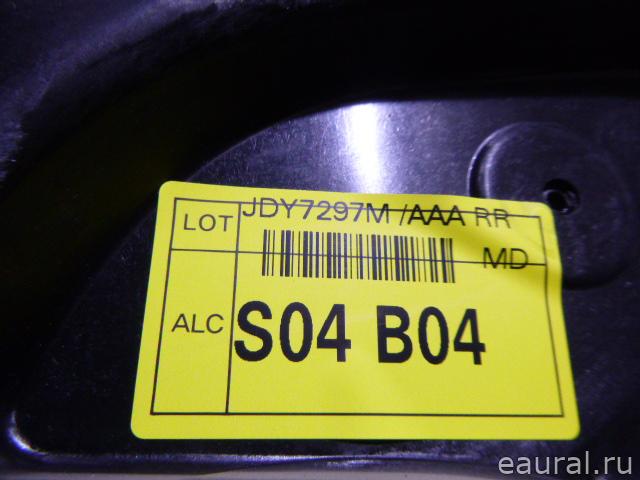 LOT JDY7297M /AAA RR
MD
ALC S04 B04
eaural.ru